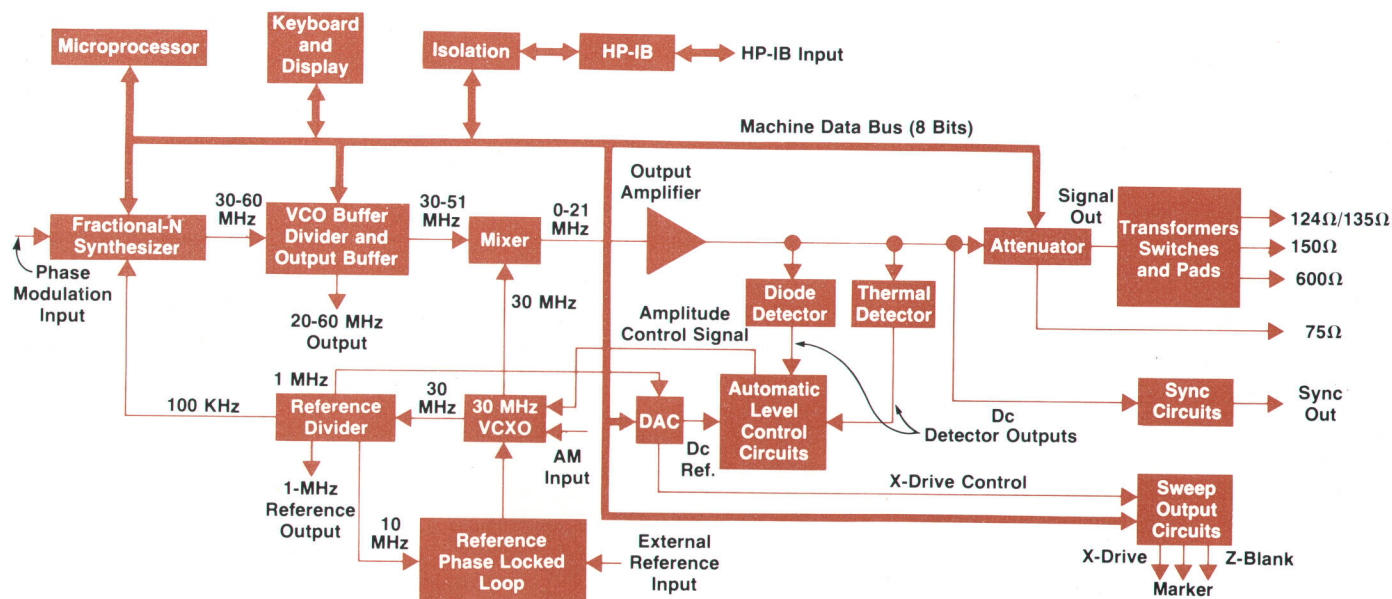 Microprocessor
Keyboard
and
Display
Isolation
HP-IB
HP-IB Input
Machine Data Bus (8 Bits)
Fractional-N
Synthesizer
30-60
MHz
VCO Buffer
Divider and
Output Buffer
30-51
MHz
Mixer
0-21
MHz
Output
Amplifier
Attenuator
Signal
Out
Transformers
Switches
and Pads
124Ω/135Ω
150Ω
600Ω
75Ω
Phase
Modulation
Input
20-60 MHz
Output
30 MHz
Amplitude
Control Signal
Diode
Detector
Thermal
Detector
1 MHz
100 KHz
Reference
Divider
30
MHz
30 MHz
VCXO
AM
Input
DAC
Dc
Ref.
Automatic
Level
Control
Circuits
Dc
Detector Outputs
Sync
Circuits
Sync
Out
1-MHz
Reference
Output
10
MHz
Reference
Phase Locked
Loop
External
Reference
Input
X-Drive Control
Sweep
Output
Circuits
X-Drive
Z-Blank
Marker